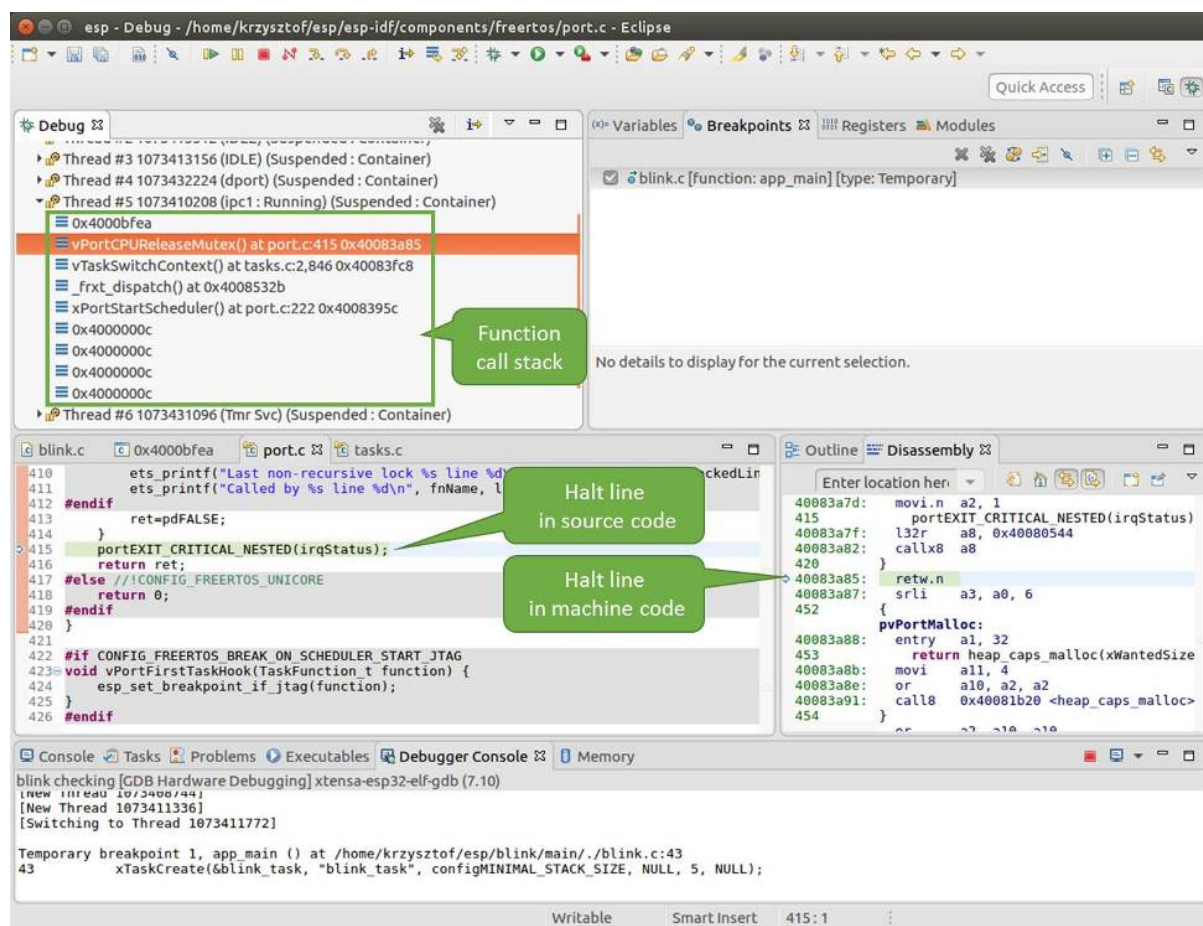 esp - Debug - /home/krzysztof/esp/esp-idf/components/freertos/port.c - Eclipse
Quick Access
Debug
Thread #3 1073413156 (IDLE) (Suspended : Container)
Thread #4 1073432224 (dport) (Suspended : Container)
Thread #5 1073410208 (ipc1 : Running) (Suspended : Container)
0x4000bfea
vPortCPUReleaseMutex() at port.c:415 0x40083a85
vTaskSwitchContext() at tasks.c:2,846 0x40083fc8
_frxt_dispatch() at 0x4008532b
xPortStartScheduler() at port.c:222 0x4008395c
0x4000000c
0x4000000c
0x4000000c
0x4000000c
Thread #6 1073431096 (Tmr Svc) (Suspended : Container)
Function
call stack
(x)= Variables Breakpoints Registers Modules
blink.c [function: app_main] [type: Temporary]
No details to display for the current selection.
blink.c 0x4000bfea port.c tasks.c
410 ets_printf("Last non-recursive lock %s line %d ckedLin
411 ets_printf("Called by %s line %d\n", fnName, l
412 #endif
413 ret=pdFALSE;
414 }
415 portEXIT_CRITICAL_NESTED(irqStatus);
416 return ret;
417 #else //!CONFIG_FREERTOS_UNICORE
418 return 0;
419 #endif
420 }
421
422 #if CONFIG_FREERTOS_BREAK_ON_SCHEDULER_START_JTAG
423 void vPortFirstTaskHook(TaskFunction_t function) {
424 esp_set_breakpoint_if_jtag(function);
425 }
426 #endif
Halt line
in source code
Halt line
in machine code
Outline Disassembly
Enter location her
40083a7d: movi.n a2, 1
415 portEXIT_CRITICAL_NESTED(irqStatus)
40083a7f: l32r a8, 0x40080544
40083a82: callx8 a8
420 }
40083a85: retw.n
40083a87: srli a3, a0, 6
452 {
pvPortMalloc:
40083a88: entry a1, 32
453 return heap_caps_malloc(xWantedSize
40083a8b: movi a11, 4
40083a8e: or a10, a2, a2
40083a91: call8 0x40081b20 <heap_caps_malloc>
454 }
Console Tasks Problems Executables Debugger Console Memory
blink checking [GDB Hardware Debugging] xtensa-esp32-elf-gdb (7.10)
[New Thread 1073408744]
[New Thread 1073411336]
[Switching to Thread 1073411772]
Temporary breakpoint 1, app_main () at /home/krzysztof/esp/blink/main/./blink.c:43
43 xTaskCreate(&blink_task, "blink_task", configMINIMAL_STACK_SIZE, NULL, 5, NULL);
Writable Smart Insert 415 : 1